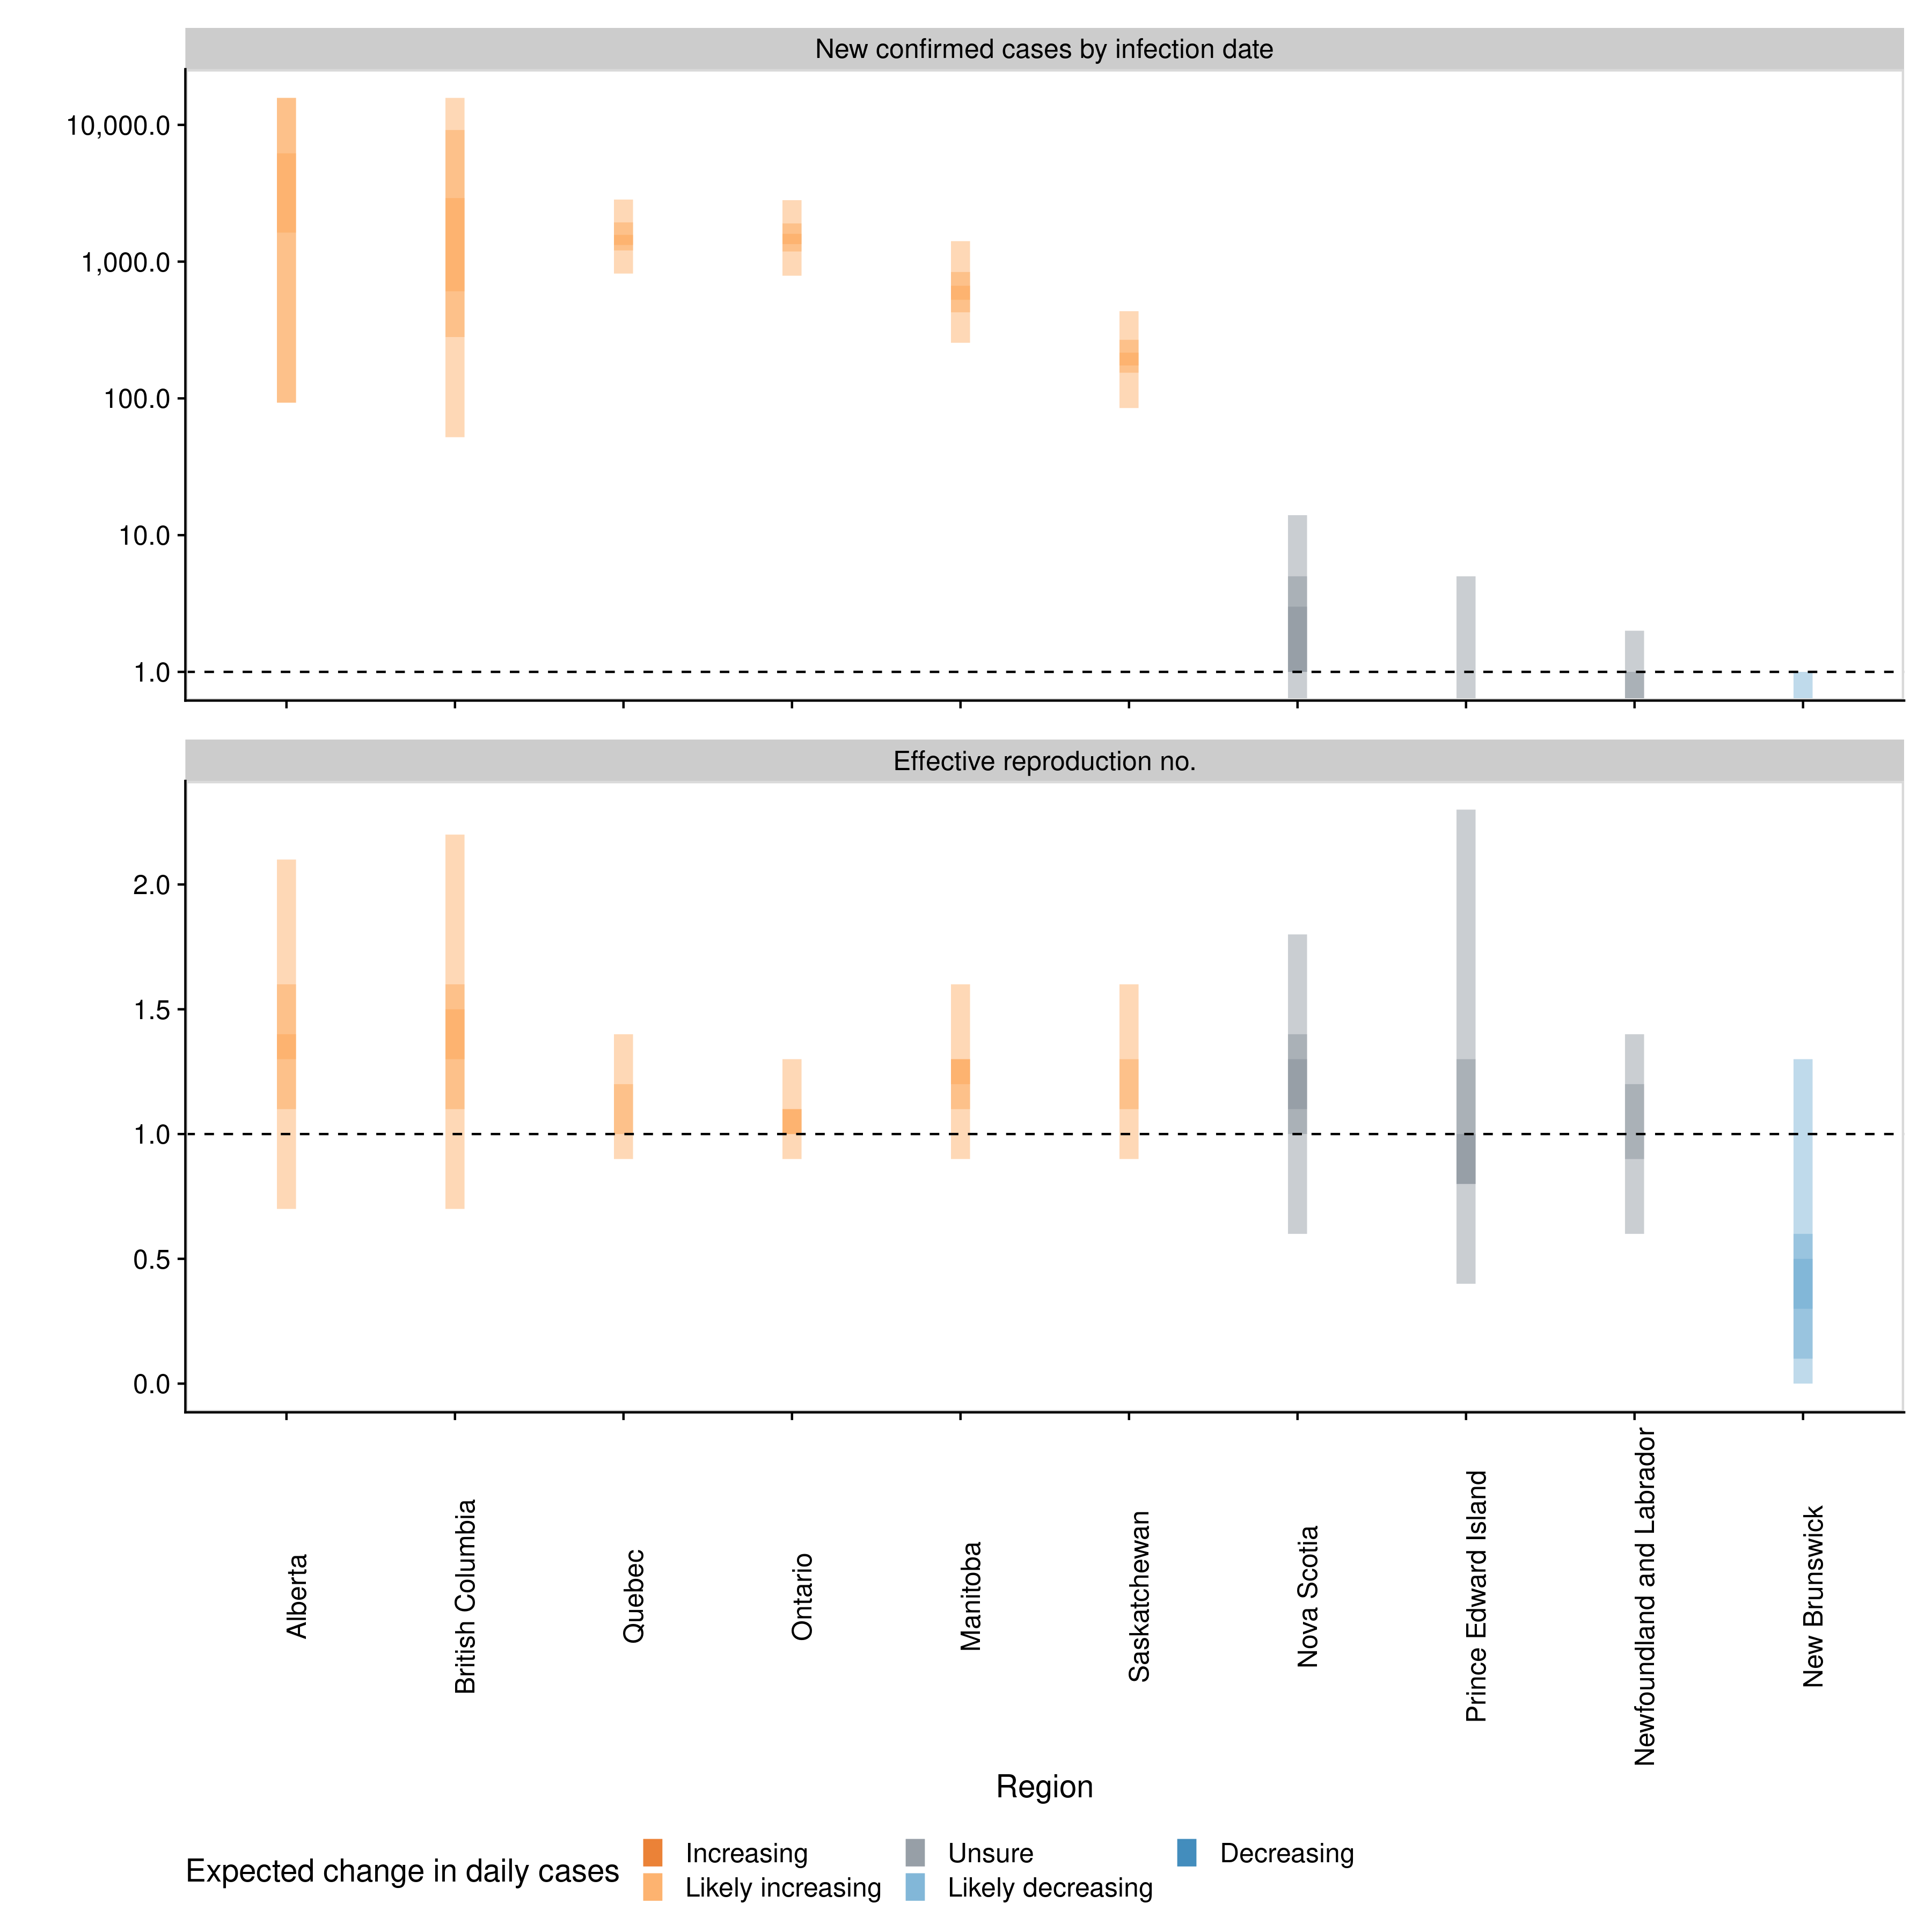 New confirmed cases by infection date
10,000.0
1,000.0
100.0
10.0
1.0
Effective reproduction no.
2.0
1.5
1.0
0.5
0.0
Alberta
British Columbia
Quebec
Ontario
Manitoba
Saskatchewan
Nova Scotia
Prince Edward Island
Newfoundland and Labrador
New Brunswick
Region
Expected change in daily cases
Increasing
Unsure
Decreasing
Likely increasing
Likely decreasing